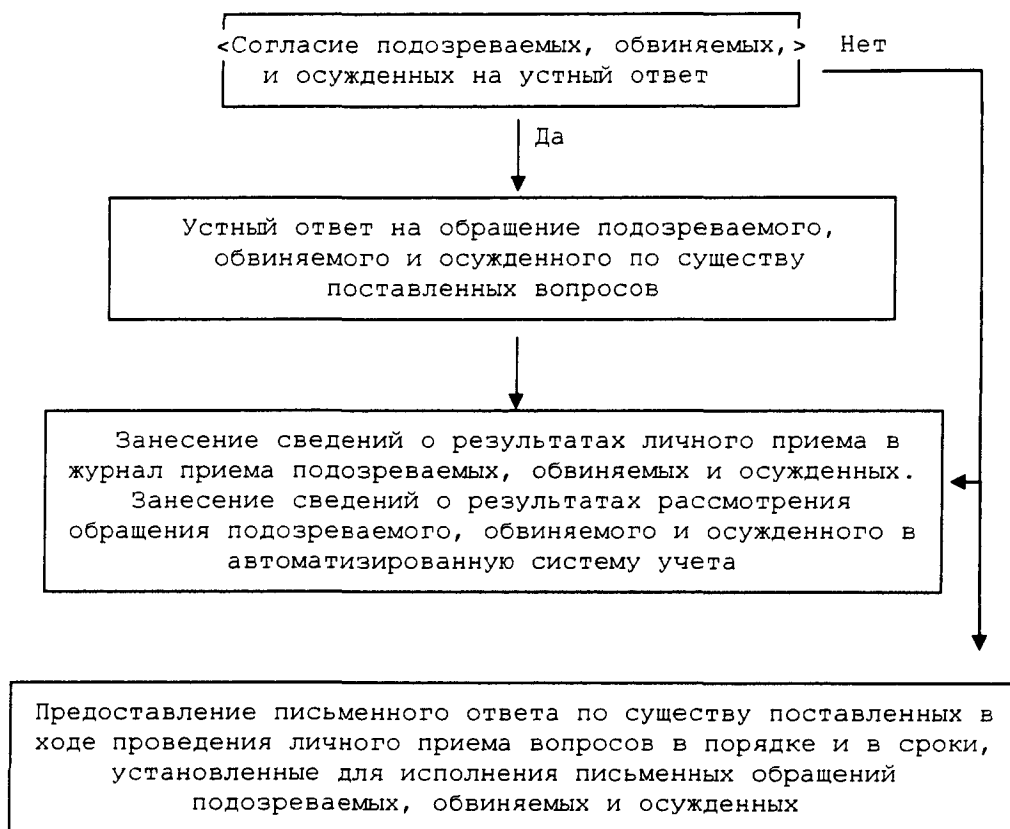 <Согласие подозреваемых, обвиняемых,> Нет
и осужденных на устный ответ
Да
Устный ответ на обращение подозреваемого,
обвиняемого и осужденного по существу
поставленных вопросов
Занесение сведений о результатах личного приема в
журнал приема подозреваемых, обвиняемых и осужденных.
Занесение сведений о результатах рассмотрения
обращения подозреваемого, обвиняемого и осужденного в
автоматизированную систему учета
Предоставление письменного ответа по существу поставленных в
ходе проведения личного приема вопросов в порядке и в сроки,
установленные для исполнения письменных обращений
подозреваемых, обвиняемых и осужденных